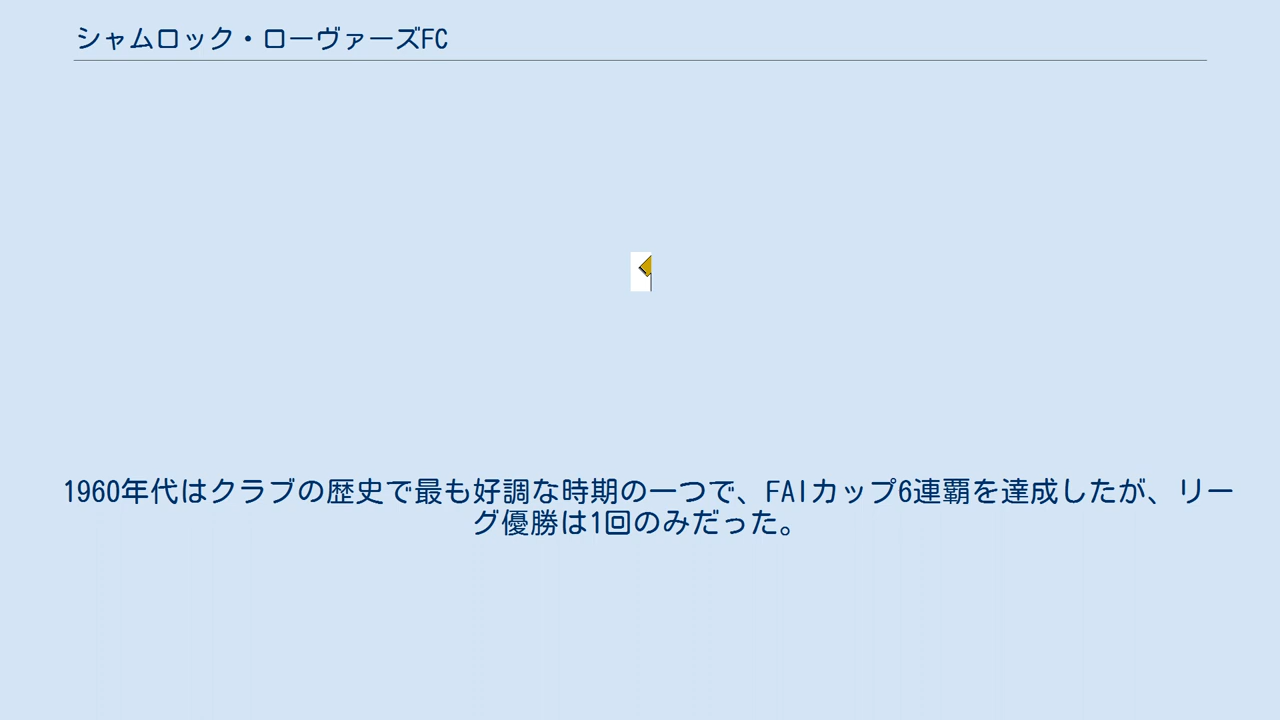 シャムロック・ローヴァーズFC
1960年代はクラブの歴史で最も好調な時期の一つで、FAIカップ6連覇を達成したが、リー
グ優勝は1回のみだった。